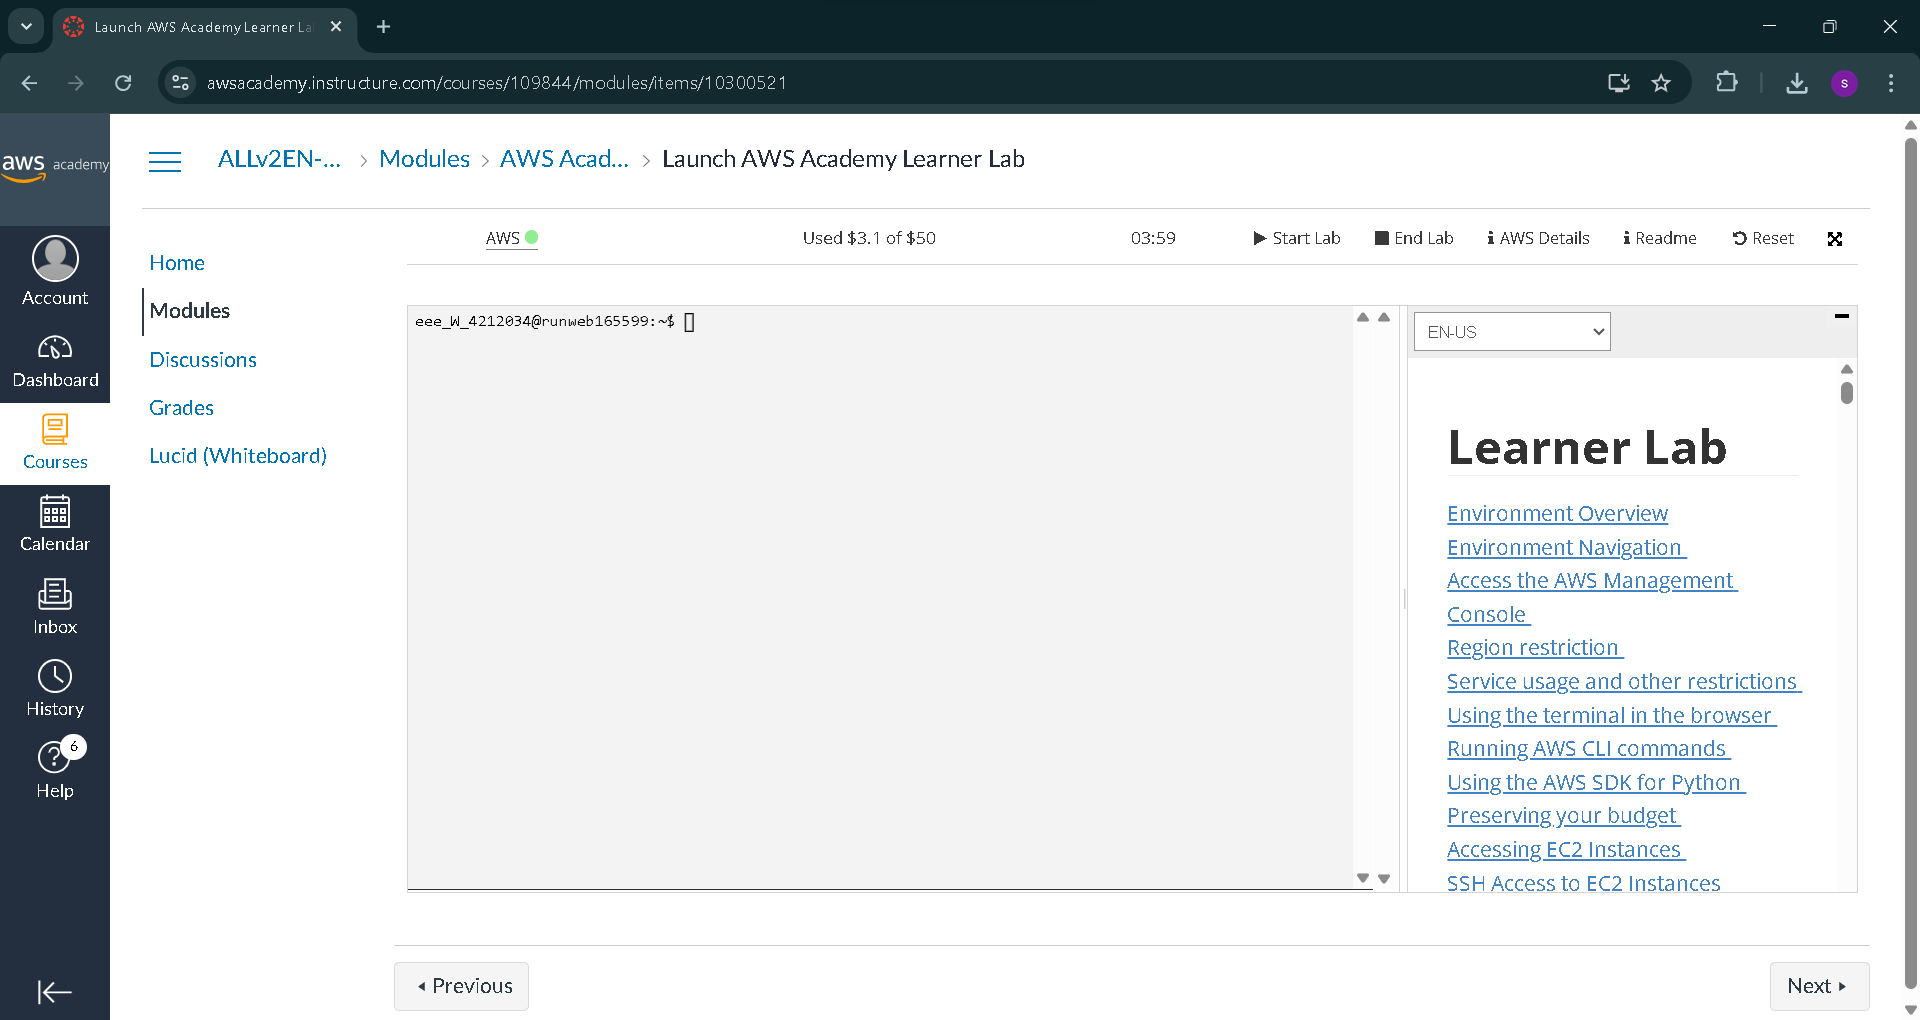 Launch AWS Academy Learner La
awsacademy.instructure.com/courses/109844/modules/items/10300521
s
aws academy
ALLv2EN-... > Modules > AWS Acad... > Launch AWS Academy Learner Lab
Account
Dashboard
Courses
Calendar
Inbox
History
6
Help
Home
Modules
Discussions
Grades
Lucid (Whiteboard)
AWS
Used $3.1 of $50
03:59
Start Lab
End Lab
AWS Details
Readme
Reset
eee_W_4212034@runweb165599:~$
EN-US
Learner Lab
Environment Overview
Environment Navigation
Access the AWS Management
Console
Region restriction
Service usage and other restrictions
Using the terminal in the browser
Running AWS CLI commands
Using the AWS SDK for Python
Preserving your budget
Accessing EC2 Instances
SSH Access to EC2 Instances
Previous
Next